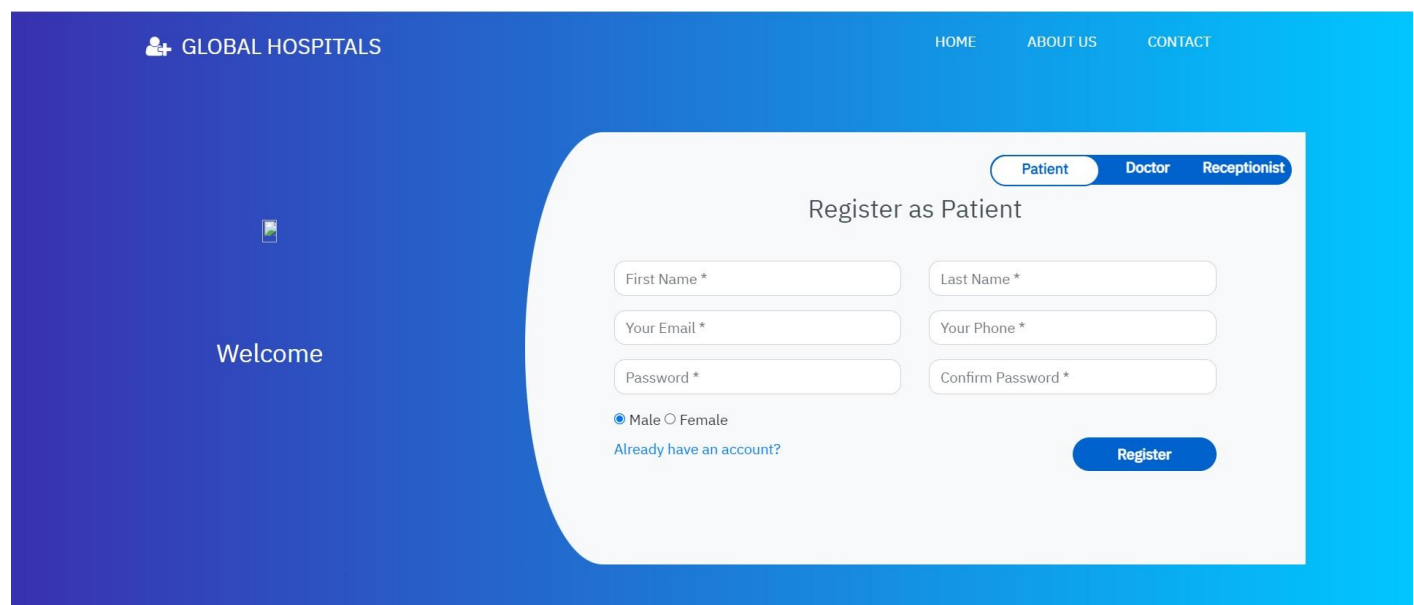 GLOBAL HOSPITALS
HOME ABOUT US CONTACT
Patient Doctor Receptionist
Register as Patient
First Name * Last Name *
Your Email * Your Phone *
Welcome
Password * Confirm Password *
Male Female
Already have an account?
Register